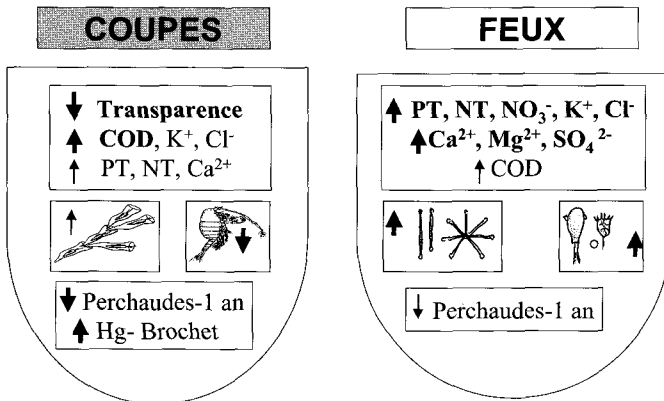 COUPES
↓ Transparence
↑ COD, K⁺, Cl⁻
↑ PT, NT, Ca²⁺
↓ Perchaudes-1 an
↑ Hg- Brochet
FEUX
↑ PT, NT, NO₃⁻, K⁺, Cl⁻
↑ Ca²⁺, Mg²⁺, SO₄²⁻
↑ COD
↓ Perchaudes-1 an